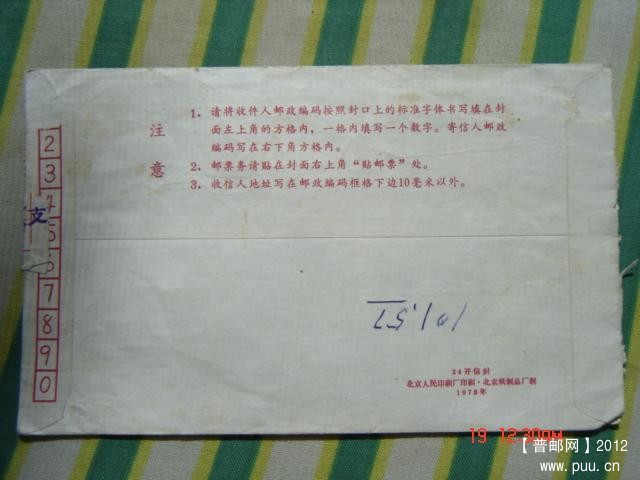 注意
1. 请将收件人邮政编码按照封口上的标准字体书写填在封
面左上角的方格内，一格内填写一个数字。寄信人邮政
编码写在右下角方格内。
2. 邮票务请贴在封面右上角“贴邮票”处。
3. 收信人地址写在邮政编码框格下边10毫米以外。
2
3
4
支
5
6
7
8
9
0
24开信封
北京人民印刷厂印刷·北京纸制品厂制
1978年
19 12:30PM
【普邮网】2012
www.puu.cn